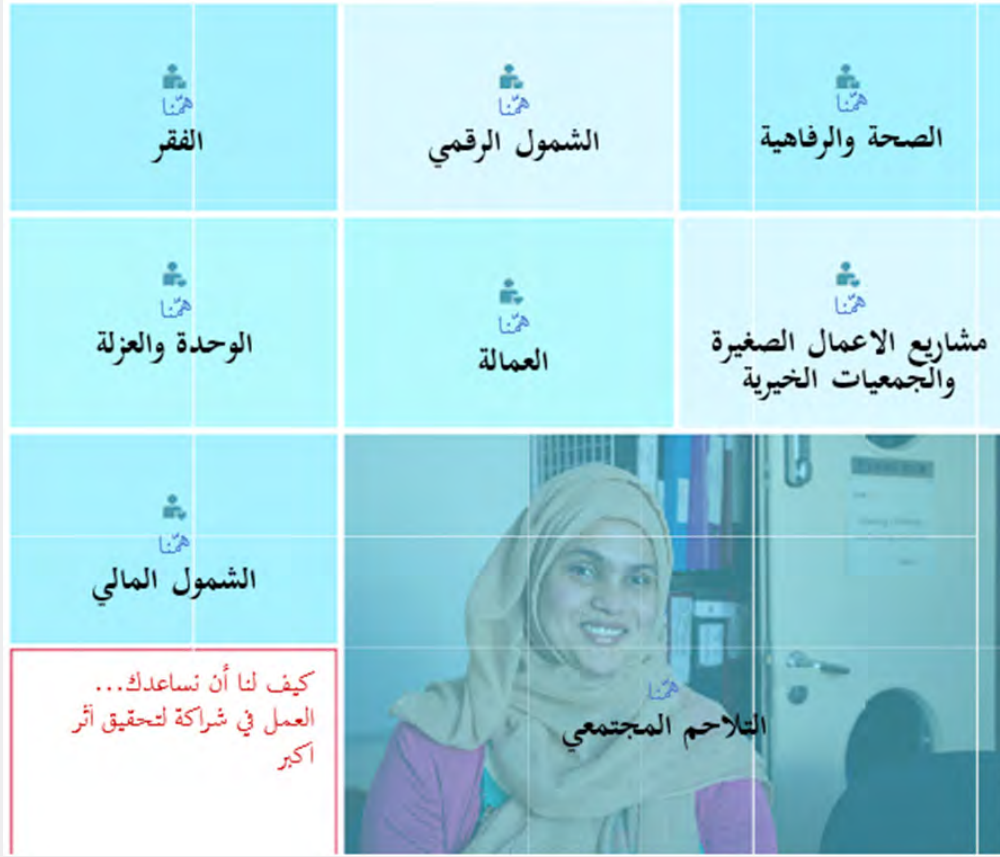 همّنا
الصحة والرفاهية
همّنا
الشمول الرقمي
همّنا
الفقر
همّنا
مشاريع الاعمال الصغيرة
والجمعيات الخيرية
همّنا
العمالة
همّنا
الوحدة والعزلة
همّنا
التلاحم المجتمعي
همّنا
الشمول المالي
كيف لنا أن نساعدك...
العمل في شراكة لتحقيق أثر
اكبر